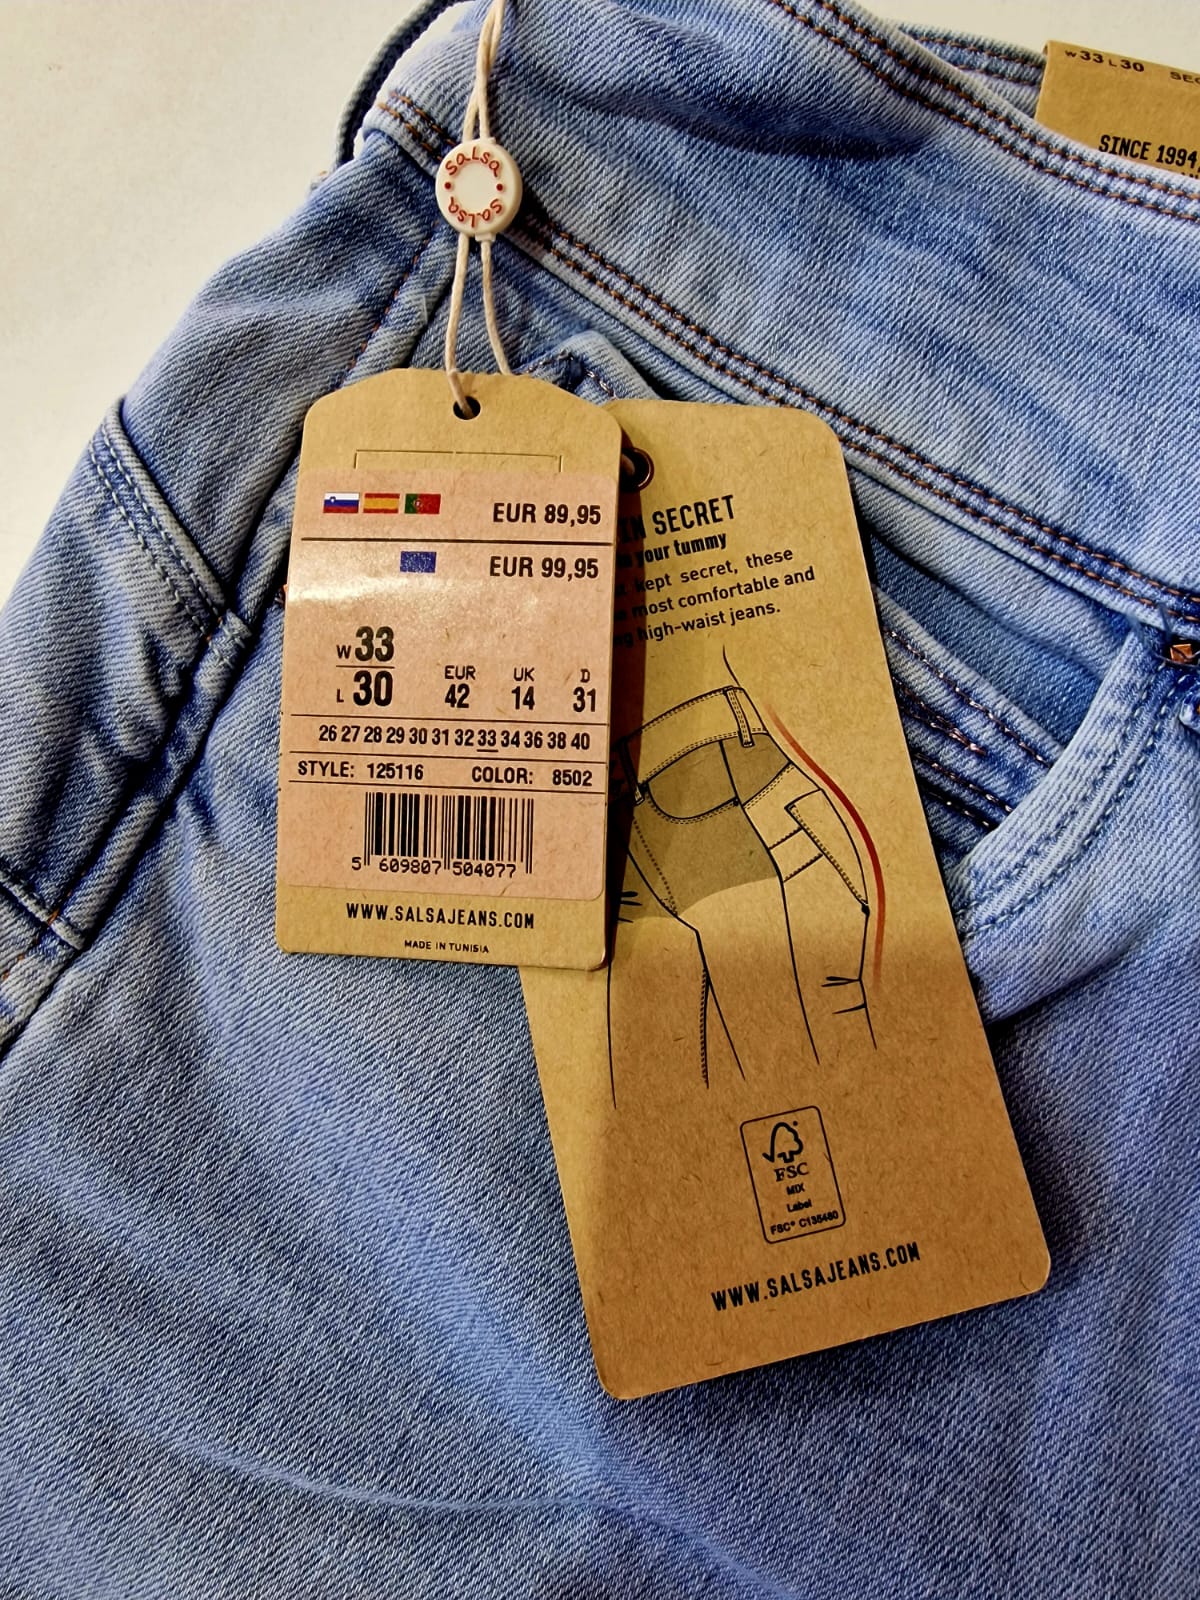 W 33 L 30
SINCE 1994,
salsa
salsa
EUR 89,95
EUR 99,95
W 33
L 30
EUR UK D
42 14 31
26 27 28 29 30 31 32 33 34 36 38 40
STYLE: 125116 COLOR: 8502
5 609807 504077
WWW.SALSAJEANS.COM
MADE IN TUNISIA
SECRET
your tummy
kept secret, these
most comfortable and
high-waist jeans.
FSC
MIX
Label
FSC® C135480
WWW.SALSAJEANS.COM